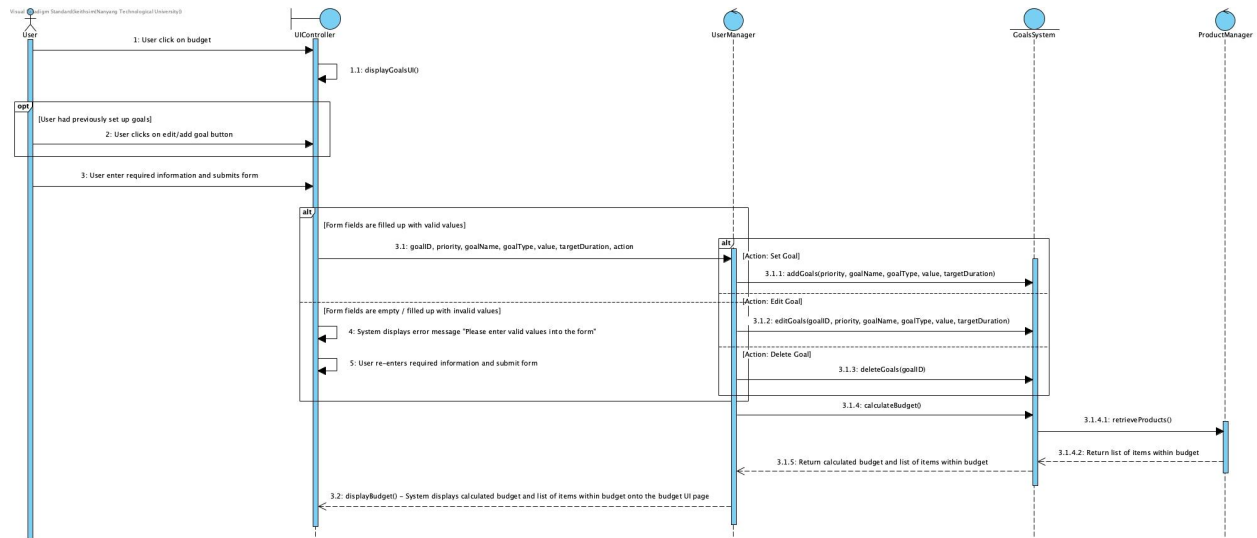 Visual Paradigm Standard(keithsim(Nanyang Technological University))
User
UIController
UserManager
GoalsSystem
ProductManager
1: User click on budget
1.1: displayGoalsUI()
opt
[User had previously set up goals]
2: User clicks on edit/add goal button
3: User enter required information and submits form
alt
[Form fields are filled up with valid values]
3.1: goalID, priority, goalName, goalType, value, targetDuration, action
alt
[Action: Set Goal]
3.1.1: addGoals(priority, goalName, goalType, value, targetDuration)
[Action: Edit Goal]
[Form fields are empty / filled up with invalid values]
3.1.2: editGoals(goalID, priority, goalName, goalType, value, targetDuration)
4: System displays error message "Please enter valid values into the form"
[Action: Delete Goal]
5: User re-enters required information and submit form
3.1.3: deleteGoals(goalID)
3.1.4: calculateBudget()
3.1.4.1: retrieveProducts()
3.1.4.2: Return list of items within budget
3.1.5: Return calculated budget and list of items within budget
3.2: displayBudget() - System displays calculated budget and list of items within budget onto the budget UI page